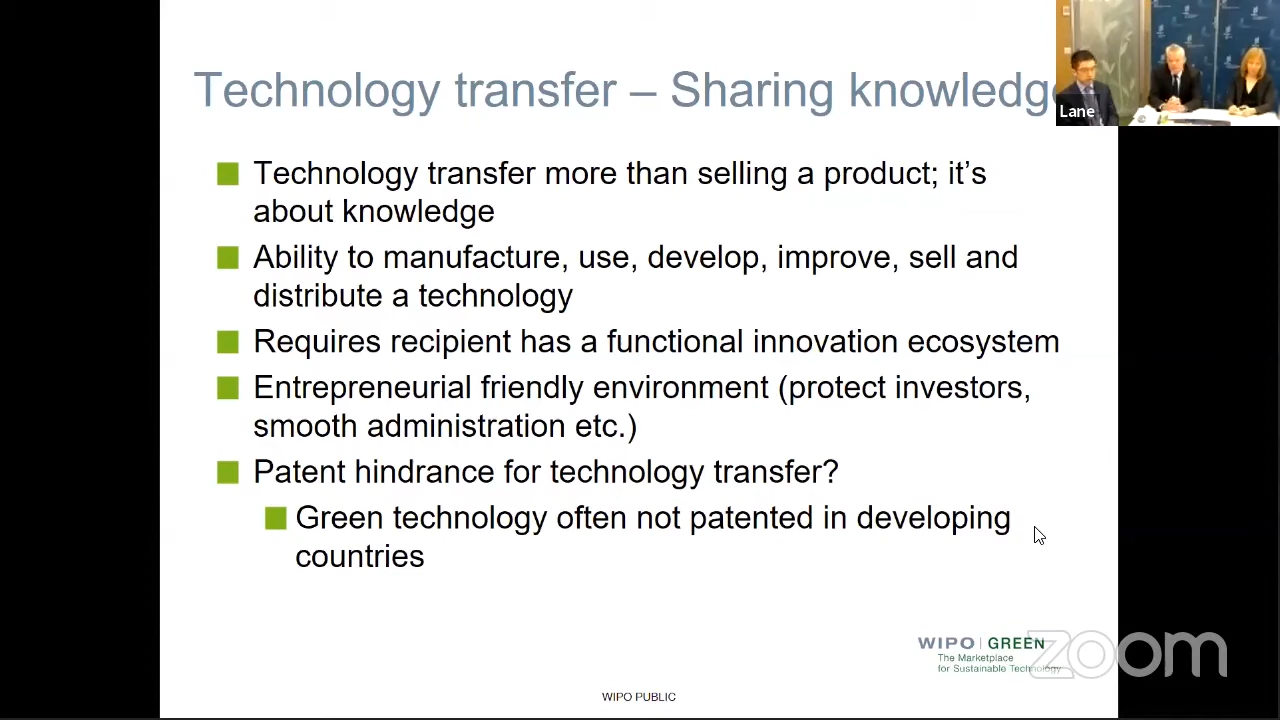 Technology transfer – Sharing knowledge
Lane
Technology transfer more than selling a product; it's
about knowledge
Ability to manufacture, use, develop, improve, sell and
distribute a technology
Requires recipient has a functional innovation ecosystem
Entrepreneurial friendly environment (protect investors,
smooth administration etc.)
Patent hindrance for technology transfer?
Green technology often not patented in developing
countries
WIPO | GREEN
The Marketplace
for Sustainable Technology
zoom
WIPO PUBLIC